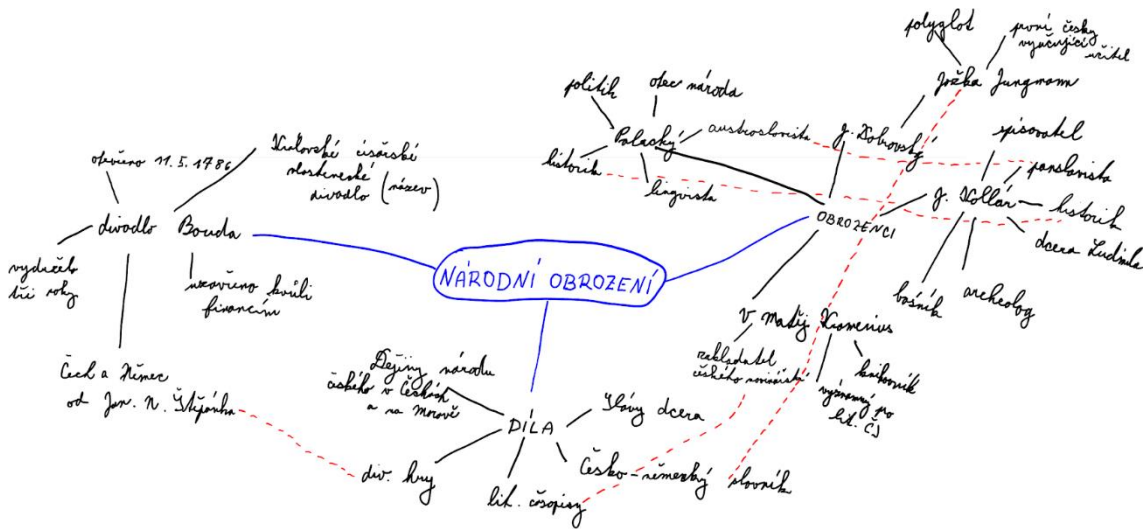 polyglot
první česky
vyučující
učitel
Jožka Jungmann
politik
otec národa
Palacký
austroslavista
historik
lingvista
J. Dobrovský
spisovatel
panslavista
J. Kollár
historik
dcera Ludmila
básník
archeolog
OBROZENCI
otevřeno 11.5.1786
Královské císařské
vlastenecké
divadlo (název)
divadlo Bouda
vydrželo
tři roky
uzavřeno kvůli
financím
NÁRODNÍ OBROZENÍ
V. Matěj Kramerius
zakladatel
českého novinářství
knihovník
významný pro
lit. ČJ
Čech a Němec
od Jan. N. Štěpánka
Dějiny národu
českého v Čechách
a na Moravě
DÍLA
Slávy dcera
Česko-německý slovník
div. hry
lit. časopisy